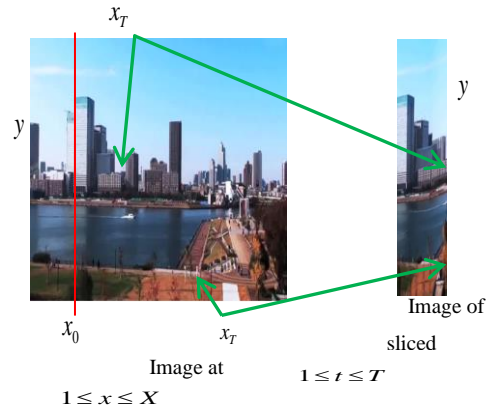 x_T
y
y
x_0
x_T
Image of
sliced
Image at
1 ≤ t ≤ T
1 ≤ x ≤ X